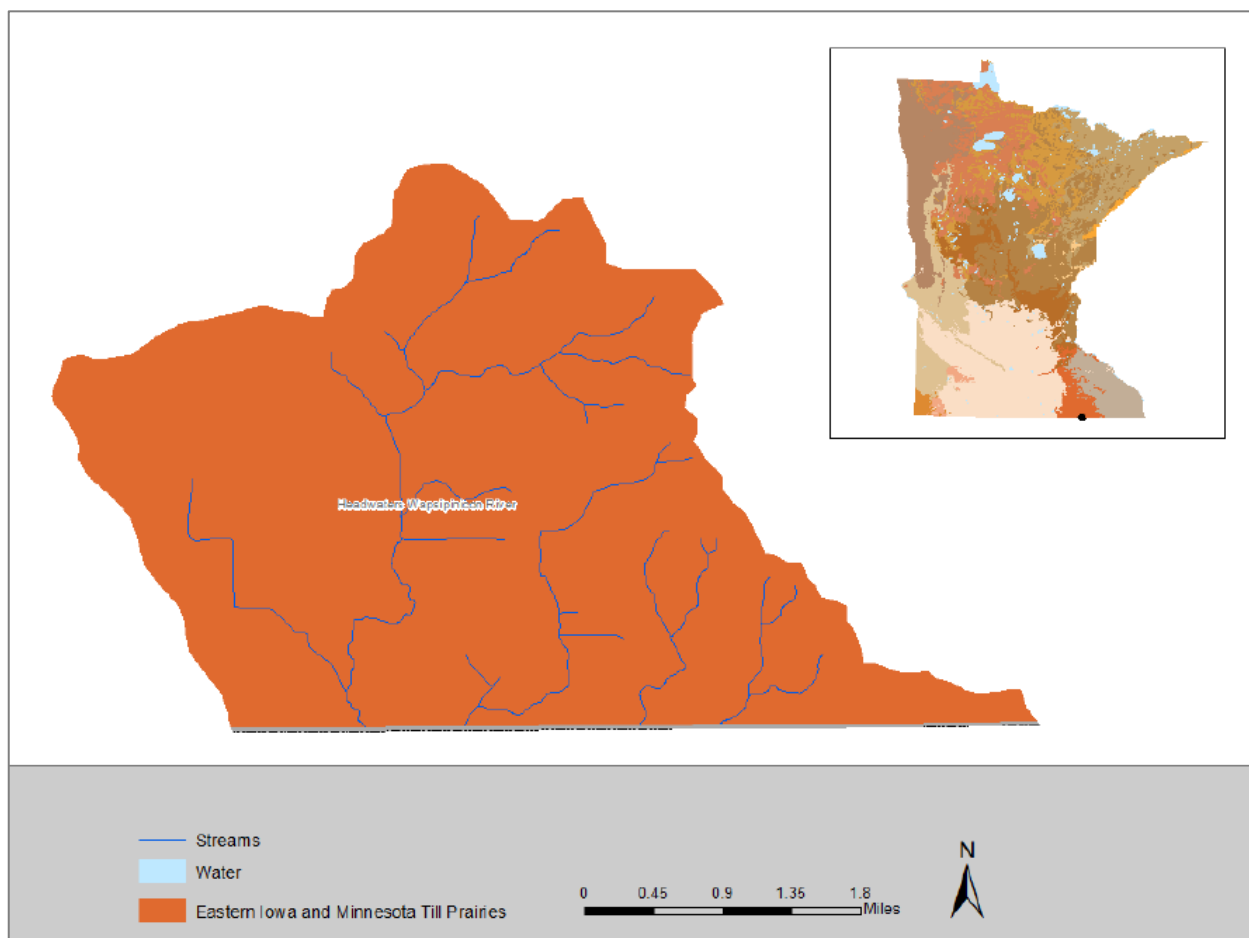 Headwaters Wapsipinicon River
Streams
Water
Eastern Iowa and Minnesota Till Prairies
0 0.45 0.9 1.35 1.8
Miles
N